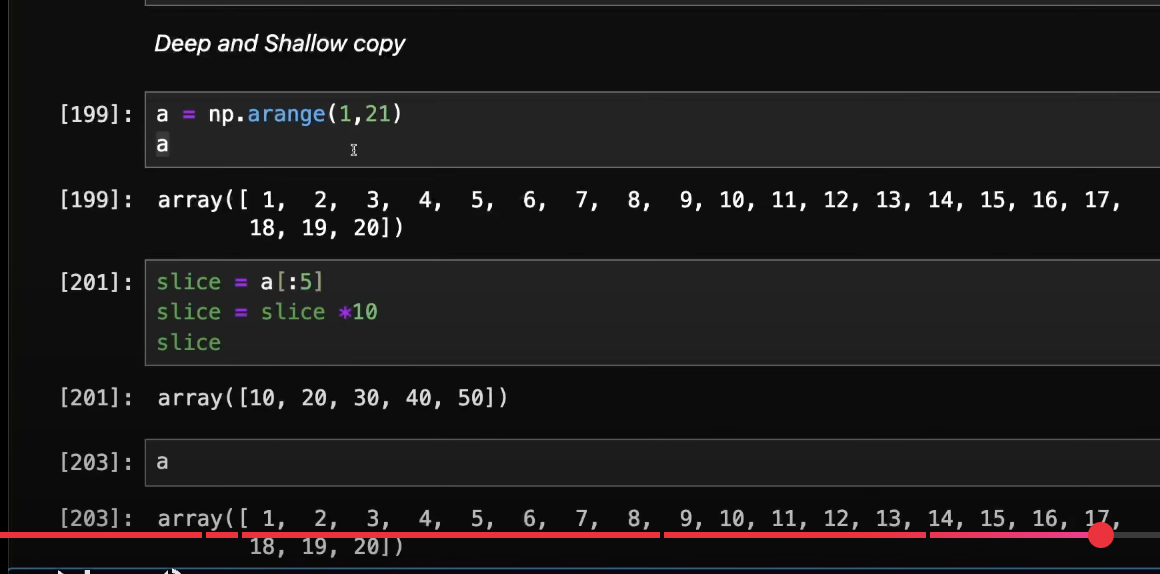 Deep and Shallow copy
[199]: a = np.arange(1,21)
a
[199]: array([ 1, 2, 3, 4, 5, 6, 7, 8, 9, 10, 11, 12, 13, 14, 15, 16, 17,
18, 19, 20])
[201]: slice = a[:5]
slice = slice *10
slice
[201]: array([10, 20, 30, 40, 50])
[203]: a
[203]: array([ 1, 2, 3, 4, 5, 6, 7, 8, 9, 10, 11, 12, 13, 14, 15, 16, 17,
18, 19, 20])